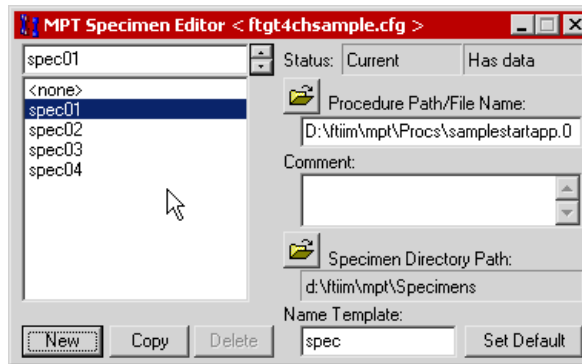 MPT Specimen Editor < ftgt4chsample.cfg >
spec01
Status: Current Has data
<none>
spec01
spec02
spec03
spec04
Procedure Path/File Name:
D:\ftiim\mpt\Procs\samplestartapp.0
Comment:
Specimen Directory Path:
d:\ftiim\mpt\Specimens
Name Template:
New Copy Delete spec Set Default